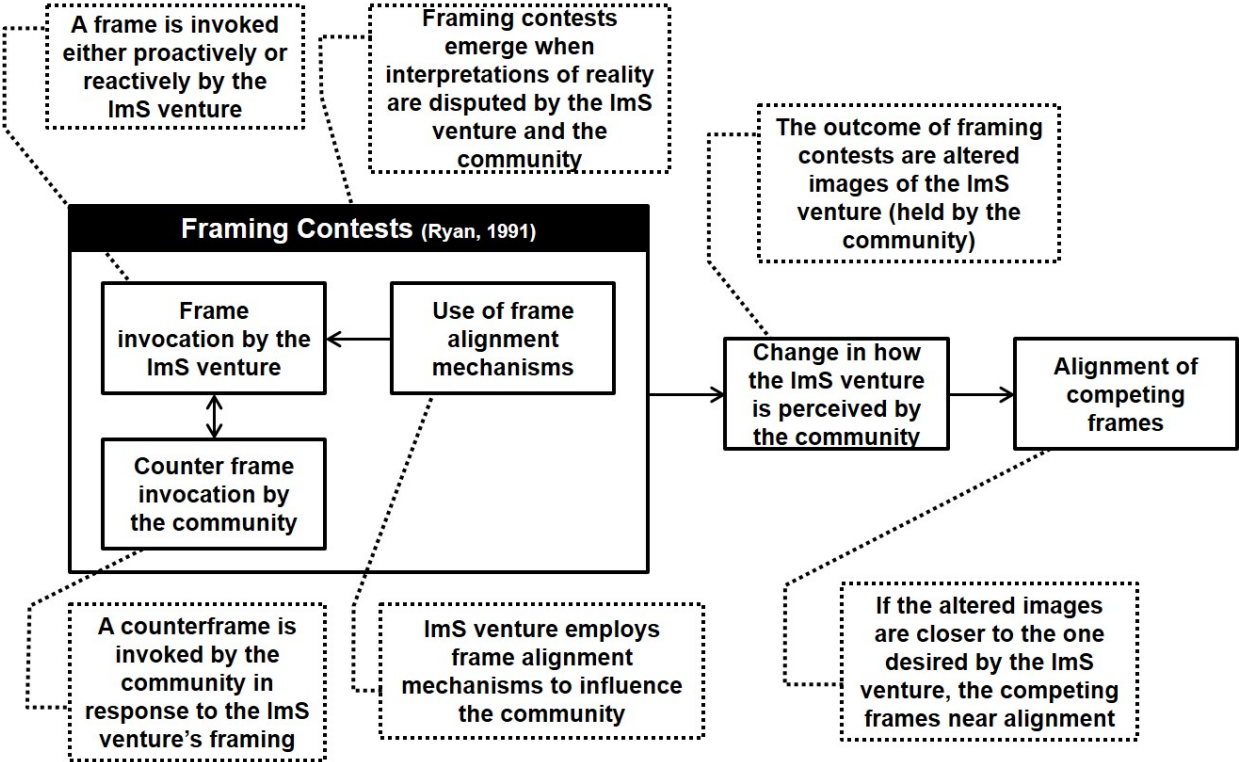 A frame is invoked
either proactively or
reactively by the
ImS venture
Framing contests
emerge when
interpretations of reality
are disputed by the ImS
venture and the
community
The outcome of framing
contests are altered
images of the ImS
venture (held by the
community)
Framing Contests (Ryan, 1991)
Frame
invocation by the
ImS venture
Use of frame
alignment
mechanisms
Counter frame
invocation by
the community
Change in how
the ImS venture
is perceived by
the community
Alignment of
competing
frames
A counterframe is
invoked by the
community in
response to the ImS
venture’s framing
ImS venture employs
frame alignment
mechanisms to influence
the community
If the altered images
are closer to the one
desired by the ImS
venture, the competing
frames near alignment